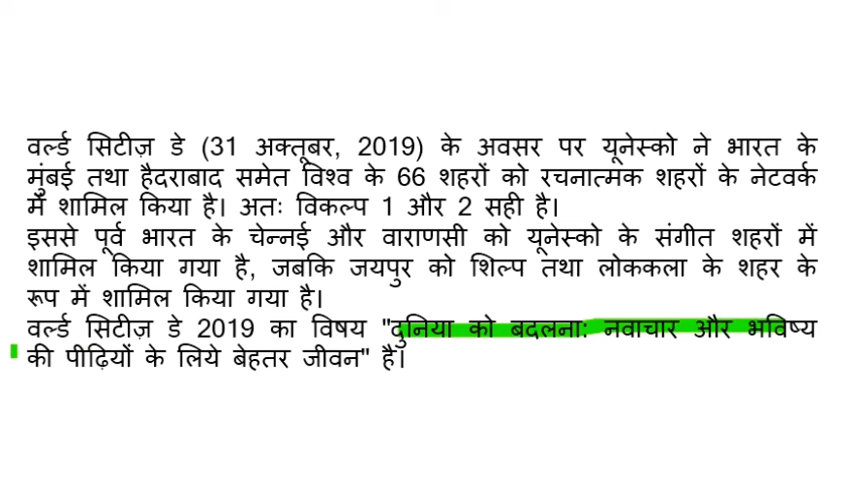 वर्ल्ड सिटीज़ डे (31 अक्तूबर, 2019) के अवसर पर यूनेस्को ने भारत के
मुंबई तथा हैदराबाद समेत विश्व के 66 शहरों को रचनात्मक शहरों के नेटवर्क
में शामिल किया है। अतः विकल्प 1 और 2 सही है।
इससे पूर्व भारत के चेन्नई और वाराणसी को यूनेस्को के संगीत शहरों में
शामिल किया गया है, जबकि जयपुर को शिल्प तथा लोककला के शहर के
रूप में शामिल किया गया है।
वर्ल्ड सिटीज़ डे 2019 का विषय "दुनिया को बदलना: नवाचार और भविष्य
की पीढ़ियों के लिये बेहतर जीवन" है।